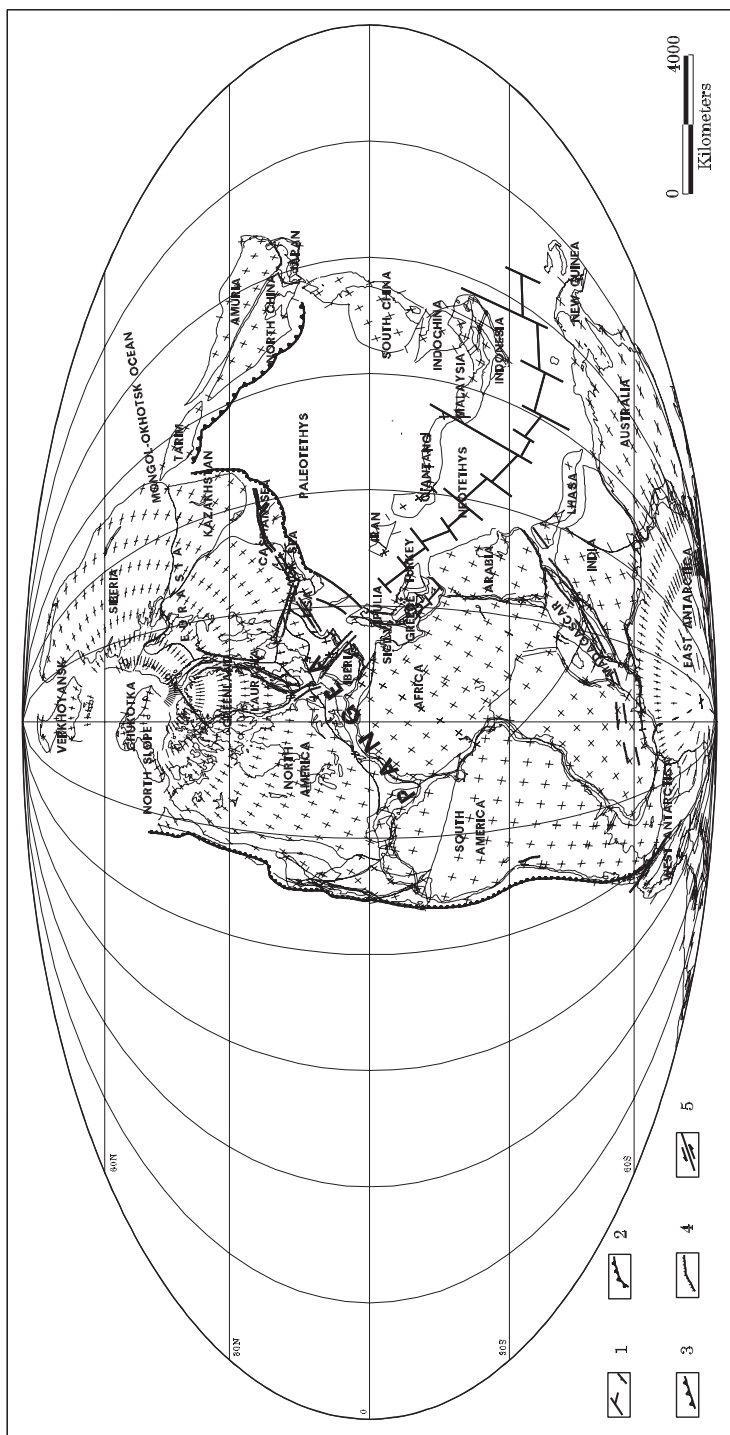 VERKHOYANSK
CHUKOTKA
NORTH SLOPE
SIBERIA
MONGOL-OKHOTSK OCEAN
60N
EURASIA
KAZAKHSTAN
TARIM
AMURIA
NORTH CHINA
JAPAN
GREENLAND
30N
NORTH
AMERICA
PALEOTETHYS
SOUTH CHINA
IBERIA
APULIA
IRAN
QIANTANG
INDOCHINA
0
PANGEA
SICILY
GREECE
TURKEY
MALAYSIA
AFRICA
NEOTETHYS
INDONESIA
SOUTH
AMERICA
ARABIA
30S
LHASA
NEW GUINEA
MADAGASCAR
INDIA
AUSTRALIA
60S
WEST ANTARCTICA
EAST ANTARCTICA
1
2
3
4
5
0
4000
Kilometers